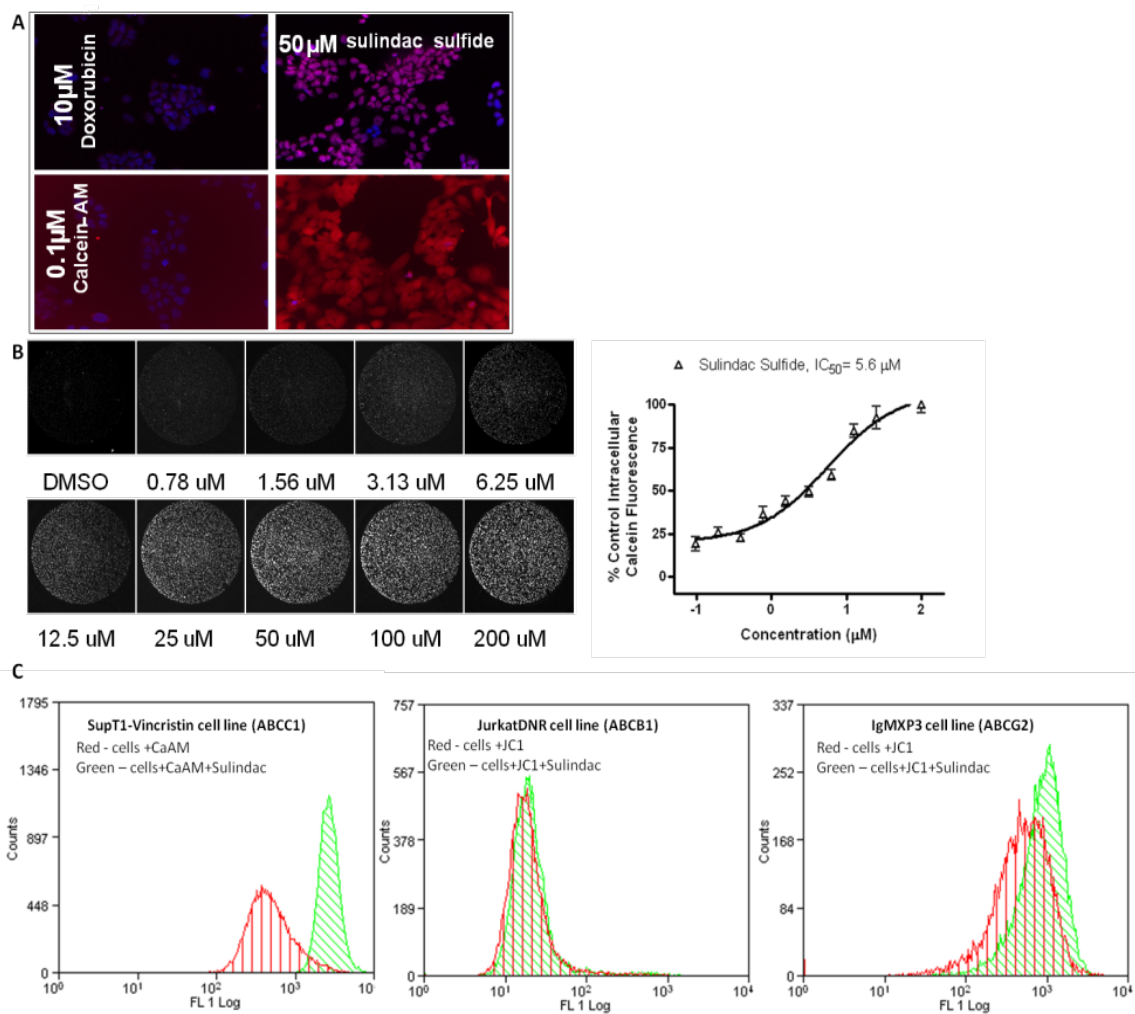 A
10µM
Doxorubicin
50µM sulindac sulfide
0.1µM
Calcein-AM
B
DMSO 0.78 uM 1.56 uM 3.13 uM 6.25 uM
12.5 uM 25 uM 50 uM 100 uM 200 uM
Sulindac Sulfide, IC50= 5.6 µM
% Control Intracellular
Calcein Fluorescence
100
75
50
25
0
-1 0 1 2
Concentration (µM)
C
SupT1-Vincristin cell line (ABCC1)
Red - cells +CaAM
Green – cells+CaAM+Sulindac
Counts
1795
1346
897
448
0
10^0 10^1 10^2 10^3 10
FL 1 Log
JurkatDNR cell line (ABCB1)
Red - cells +JC1
Green – cells+JC1+Sulindac
Counts
757
567
378
189
0
10^0 10^1 10^2 10^3 10^4
FL 1 Log
IgMXP3 cell line (ABCG2)
Red - cells +JC1
Green – cells+JC1+Sulindac
Counts
337
252
168
84
0
10^0 10^1 10^2 10^3 10^4
FL 1 Log